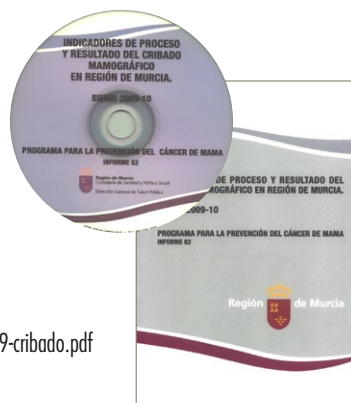 INDICADORES DE PROCESO
Y RESULTADO DEL CRIBADO
MAMOGRÁFICO
EN REGIÓN DE MURCIA.
BIENIO 2009-10
PROGRAMA PARA LA PREVENCIÓN DEL CÁNCER DE MAMA
INFORME 62
Región de Murcia
Consejería de Sanidad y Política Social
Dirección General de Salud Pública
DE PROCESO Y RESULTADO DEL
MOGRÁFICO EN REGIÓN DE MURCIA.
2009-10
PROGRAMA PARA LA PREVENCIÓN DEL CÁNCER DE MAMA
INFORME 62
Región de Murcia
9-cribado.pdf